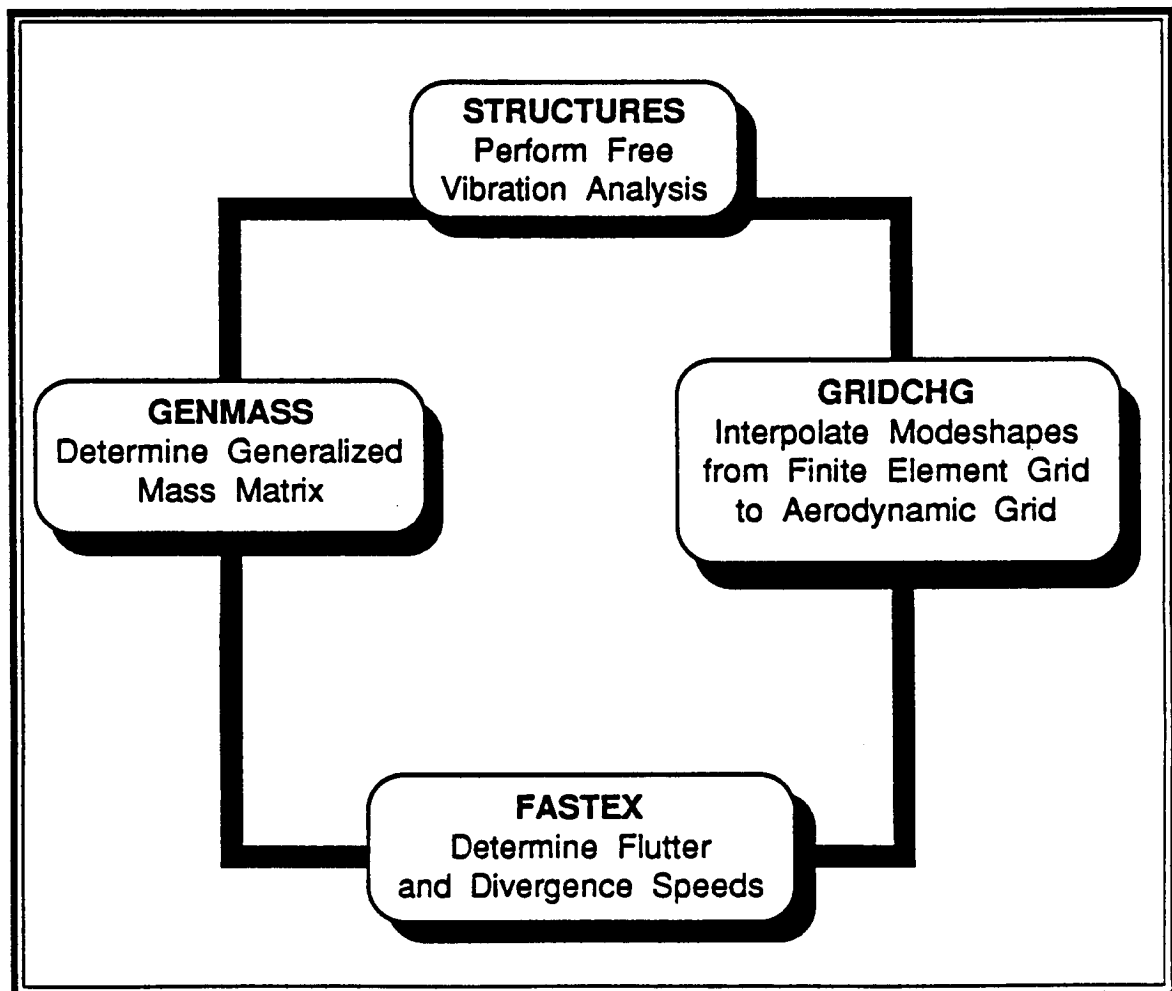 STRUCTURES
Perform Free
Vibration Analysis
GENMASS
Determine Generalized
Mass Matrix
GRIDCHG
Interpolate Modeshapes
from Finite Element Grid
to Aerodynamic Grid
FASTEX
Determine Flutter
and Divergence Speeds